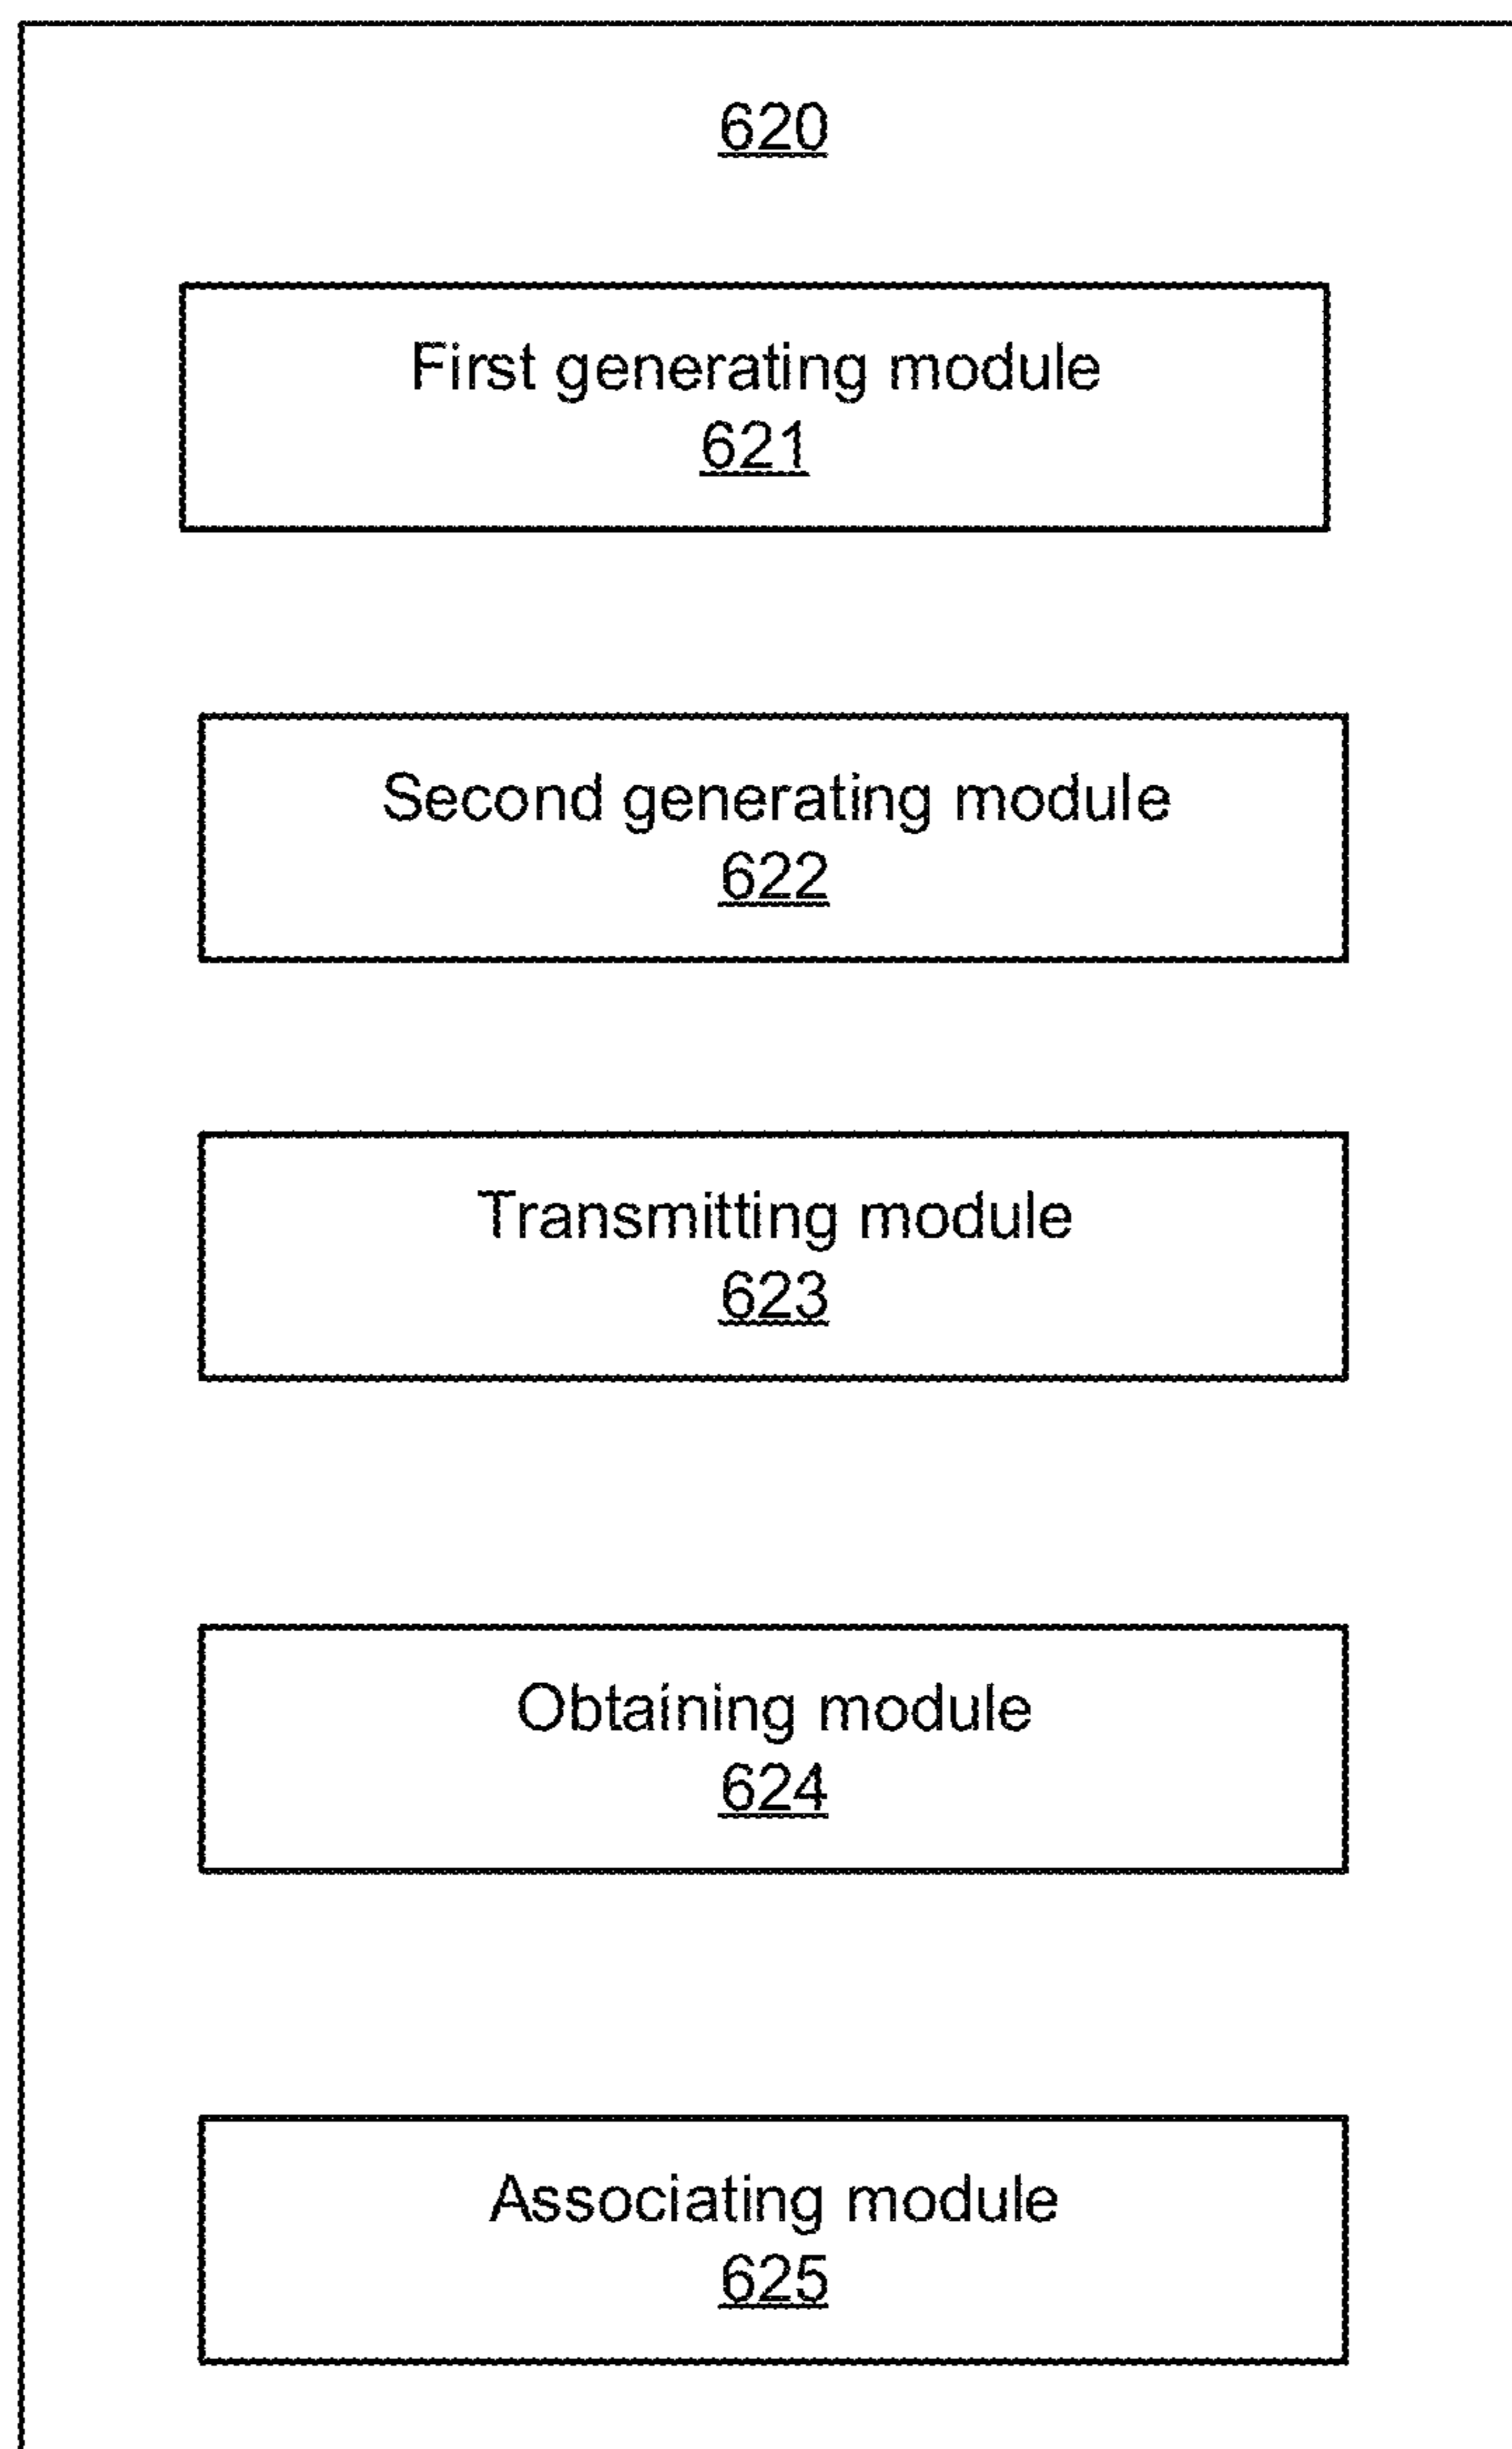 620
First generating module
621
Second generating module
622
Transmitting module
623
Obtaining module
624
Associating module
625